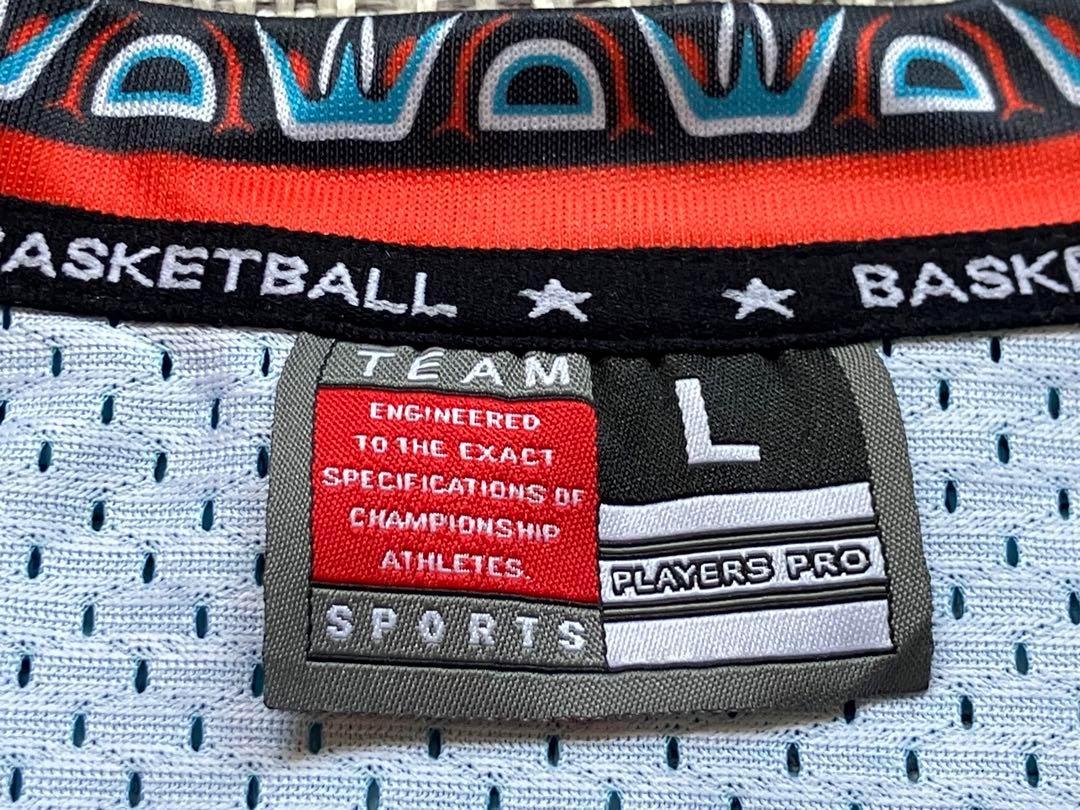 BASKETBALL ★ ★ BASKE
TEAM
ENGINEERED
TO THE EXACT
SPECIFICATIONS OF
CHAMPIONSHIP
ATHLETES.
SPORTS
L
PLAYERS PRO